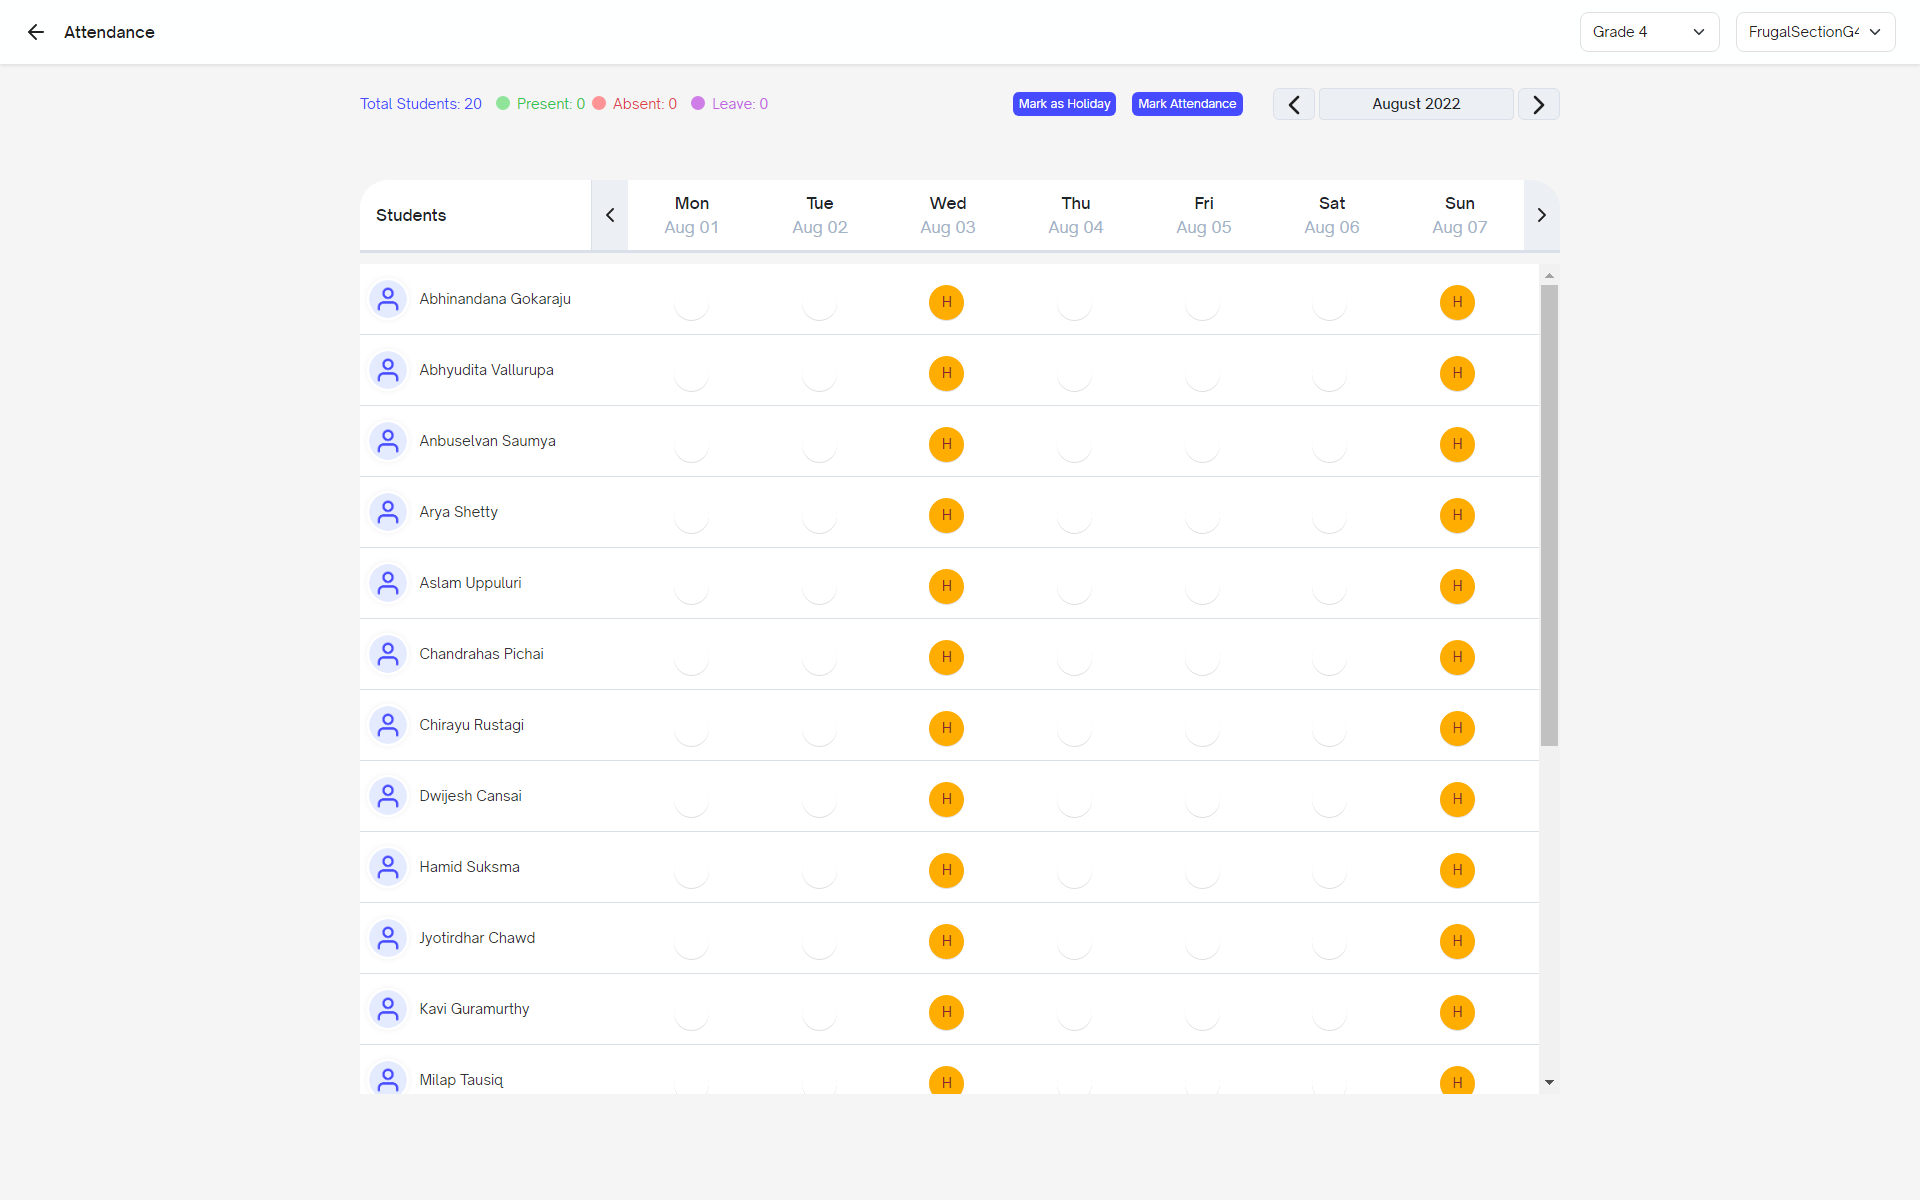 Attendance
Grade 4
FrugalSectionG4
Total Students: 20 Present: 0 Absent: 0 Leave: 0
Mark as Holiday
Mark Attendance
August 2022
Students
Mon Tue Wed Thu Fri Sat Sun
Aug 01 Aug 02 Aug 03 Aug 04 Aug 05 Aug 06 Aug 07
Abhinandana Gokaraju H H
Abhyudita Vallurupa H H
Anbuselvan Saumya H H
Arya Shetty H H
Aslam Uppuluri H H
Chandrahas Pichai H H
Chirayu Rustagi H H
Dwijesh Cansai H H
Hamid Suksma H H
Jyotirdhar Chawd H H
Kavi Guramurthy H H
Milap Tausiq H H